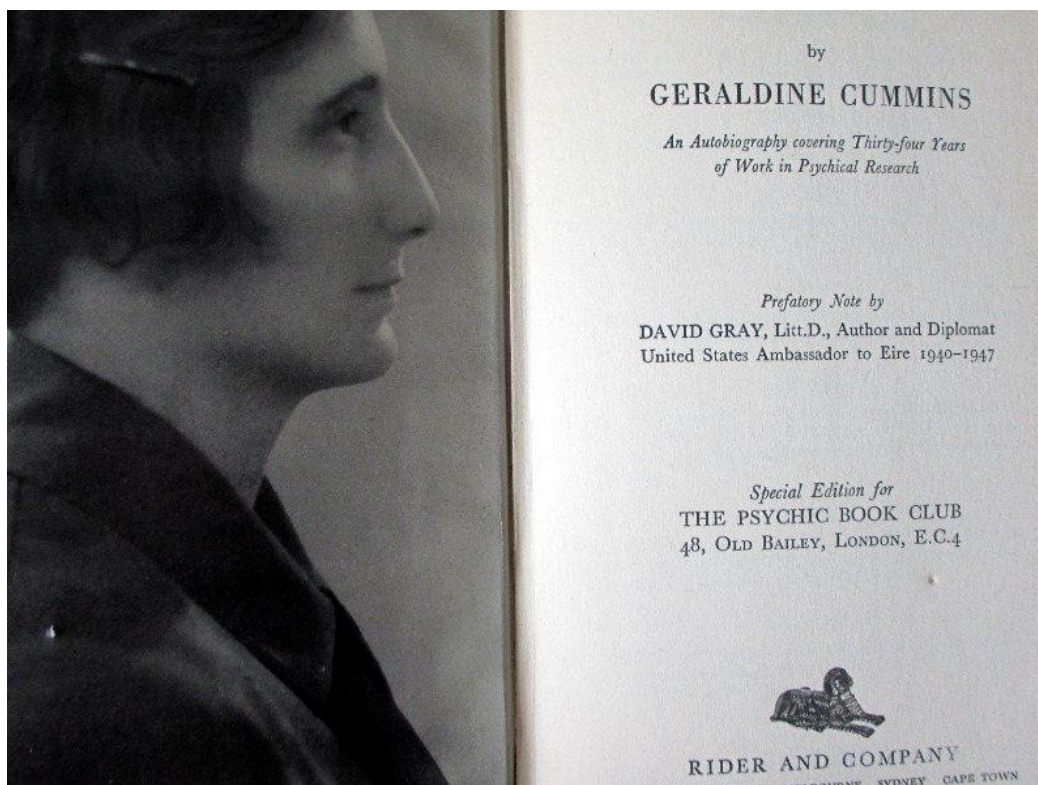 by
GERALDINE CUMMINS
An Autobiography covering Thirty-four Years
of Work in Psychical Research
Prefatory Note by
DAVID GRAY, Litt.D., Author and Diplomat
United States Ambassador to Eire 1940–1947
Special Edition for
THE PSYCHIC BOOK CLUB
48, OLD BAILEY, LONDON, E.C.4
RIDER AND COMPANY
SYDNEY CAPE TOWN